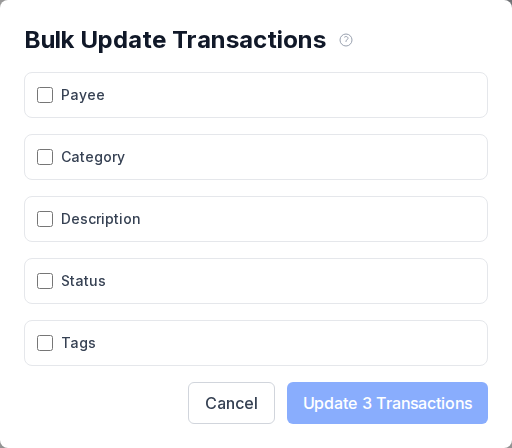 Bulk Update Transactions
Payee
Category
Description
Status
Tags
Cancel
Update 3 Transactions